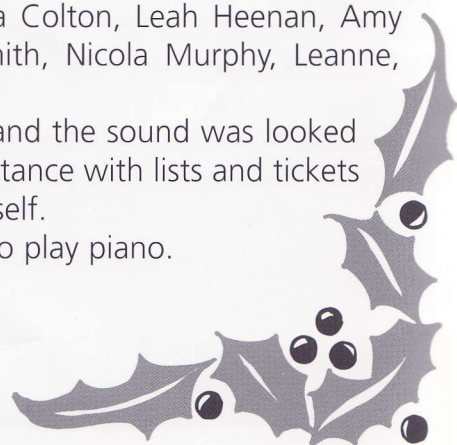 a Colton, Leah Heenan, Amy
ith, Nicola Murphy, Leanne,
and the sound was looked
tance with lists and tickets
self.
o play piano.